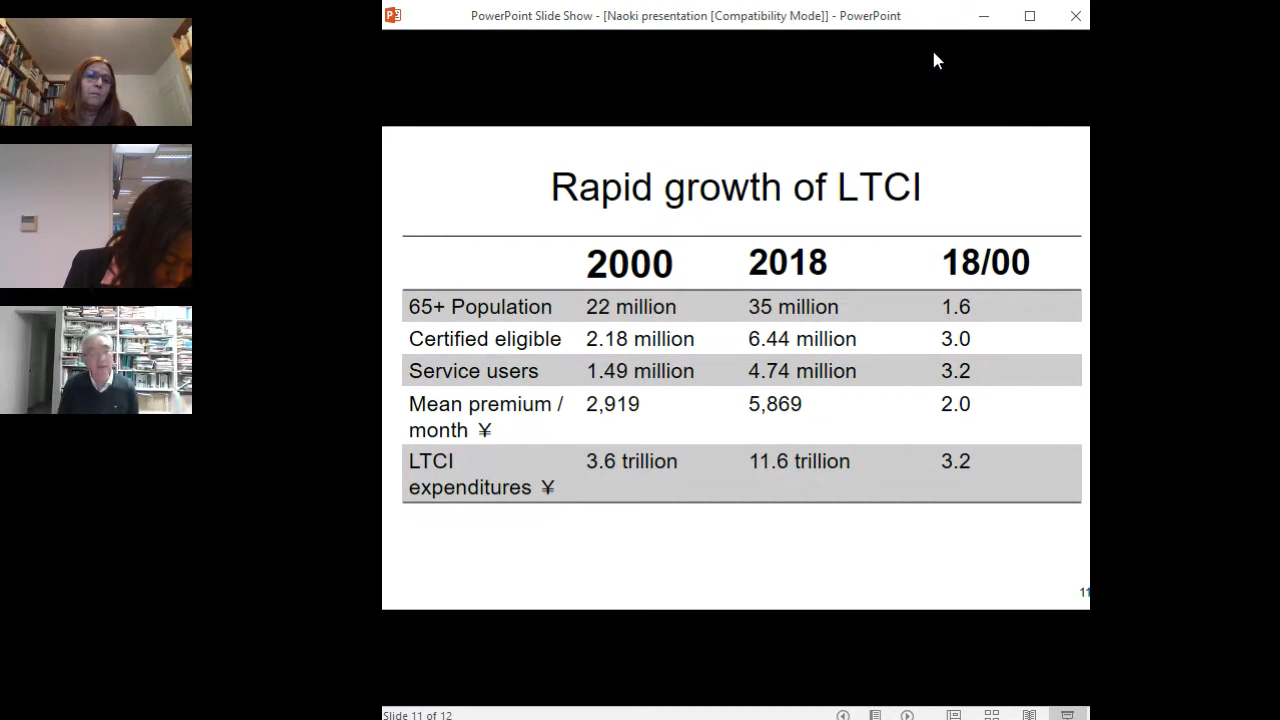 PowerPoint Slide Show - [Naoki presentation [Compatibility Mode]] - PowerPoint
Rapid growth of LTCI
2000 2018 18/00
65+ Population 22 million 35 million 1.6
Certified eligible 2.18 million 6.44 million 3.0
Service users 1.49 million 4.74 million 3.2
Mean premium / 2,919 5,869 2.0
month ¥
LTCI 3.6 trillion 11.6 trillion 3.2
expenditures ¥
11
Slide 11 of 12